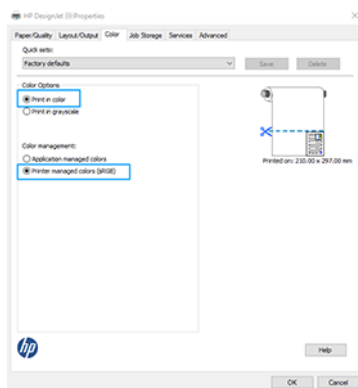 HP DesignJet Properties
Paper/Quality Layout/Output Color Job Storage Services Advanced
Quick sets:
Factory defaults
Save
Delete
Color Options
Print in color
Print in grayscale
Color management:
Application managed colors
Printer managed colors (sRGB)
Printed on: 210.00 x 297.00 mm
hp
Help
OK
Cancel